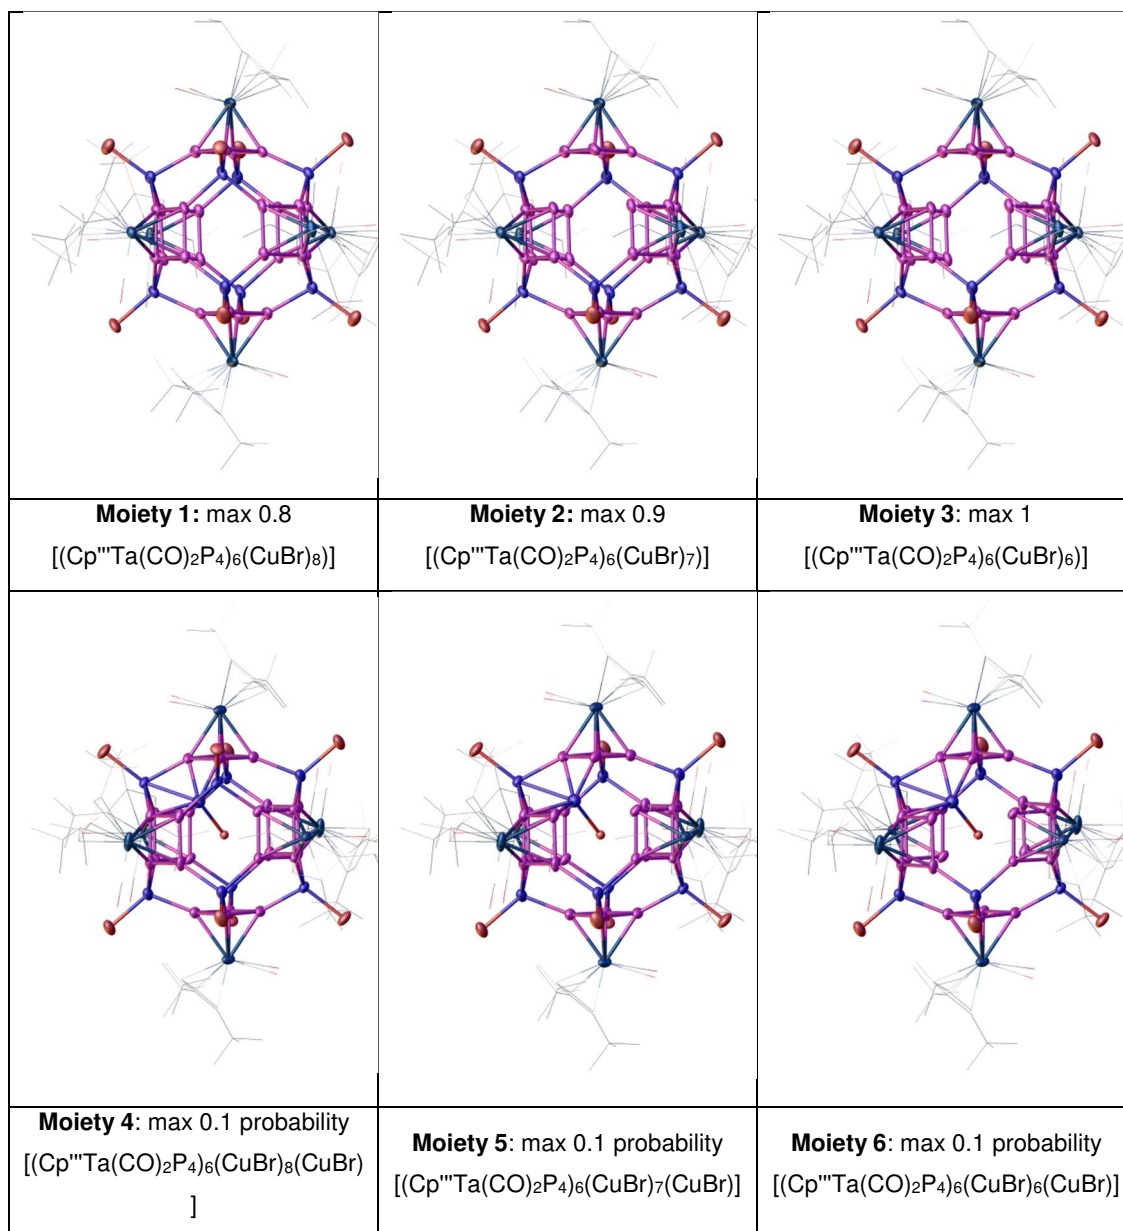 Moiety 1: max 0.8
[(Cp'''Ta(CO)₂P₄)₆(CuBr)₈)]
Moiety 2: max 0.9
[(Cp'''Ta(CO)₂P₄)₆(CuBr)₇)]
Moiety 3: max 1
[(Cp'''Ta(CO)₂P₄)₆(CuBr)₆)]
Moiety 4: max 0.1 probability
[(Cp'''Ta(CO)₂P₄)₆(CuBr)₈(CuBr)
]
Moiety 5: max 0.1 probability
[(Cp'''Ta(CO)₂P₄)₆(CuBr)₇(CuBr)]
Moiety 6: max 0.1 probability
[(Cp'''Ta(CO)₂P₄)₆(CuBr)₆(CuBr)]